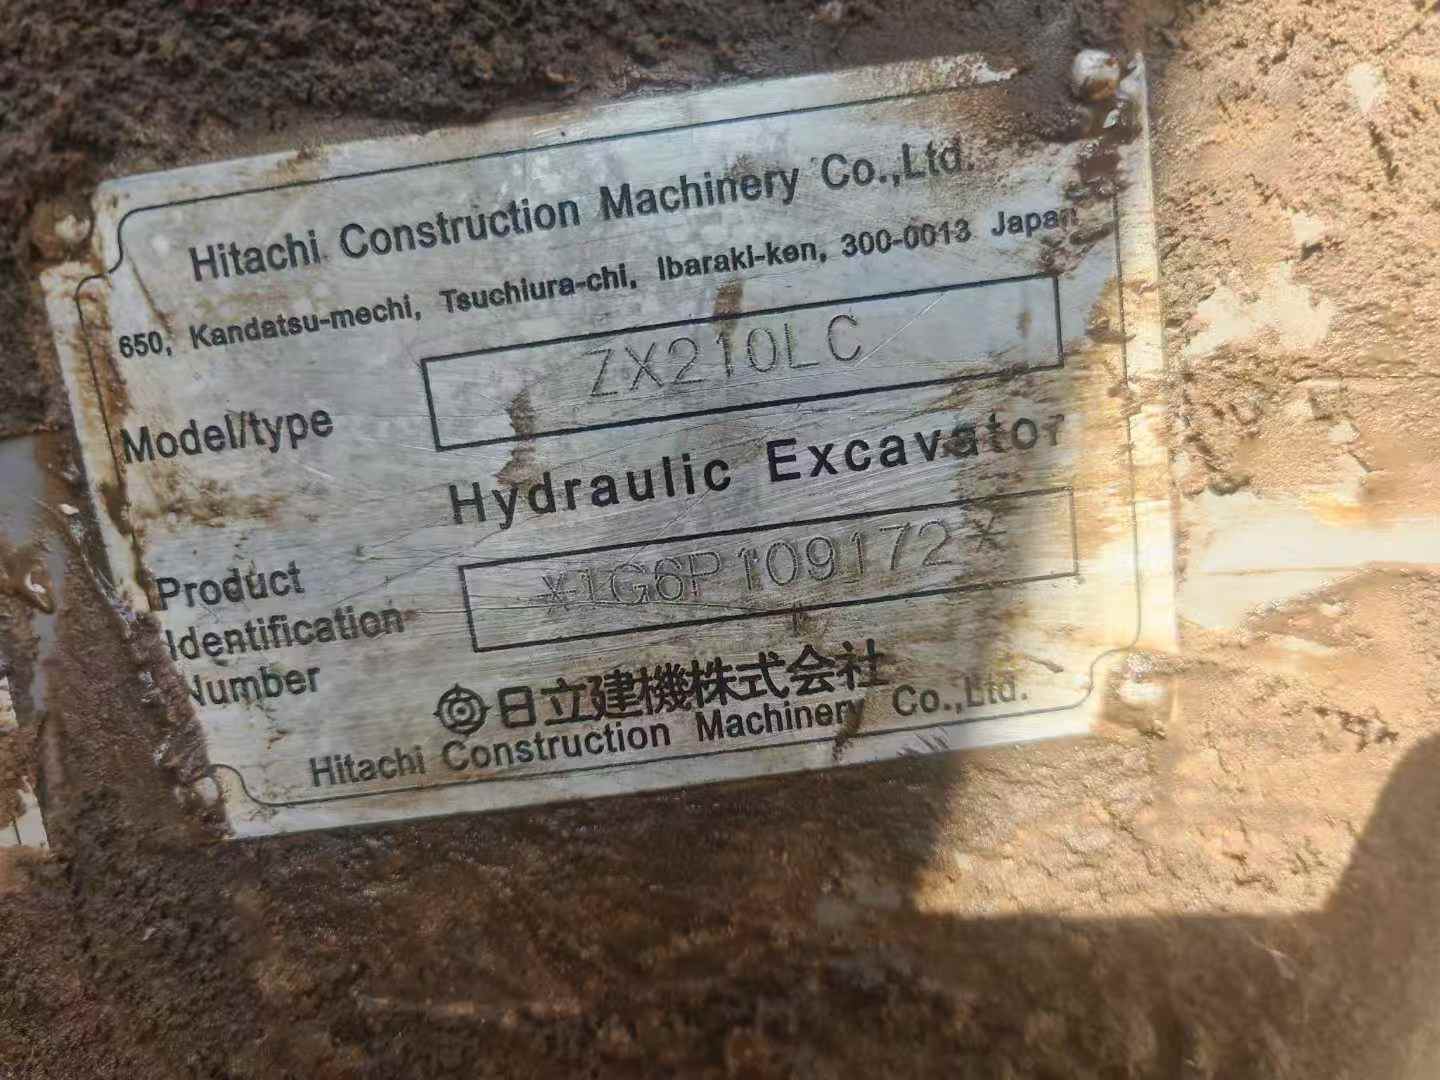 Hitachi Construction Machinery Co.,Ltd.
650, Kandatsu-mechi, Tsuchiura-chi, Ibaraki-ken, 300-0013 Japan
Model/type ZX210LC
Hydraulic Excavator
Product
Identification
Number
*1G6P109172*
日立建機株式会社
Hitachi Construction Machinery Co.,Ltd.